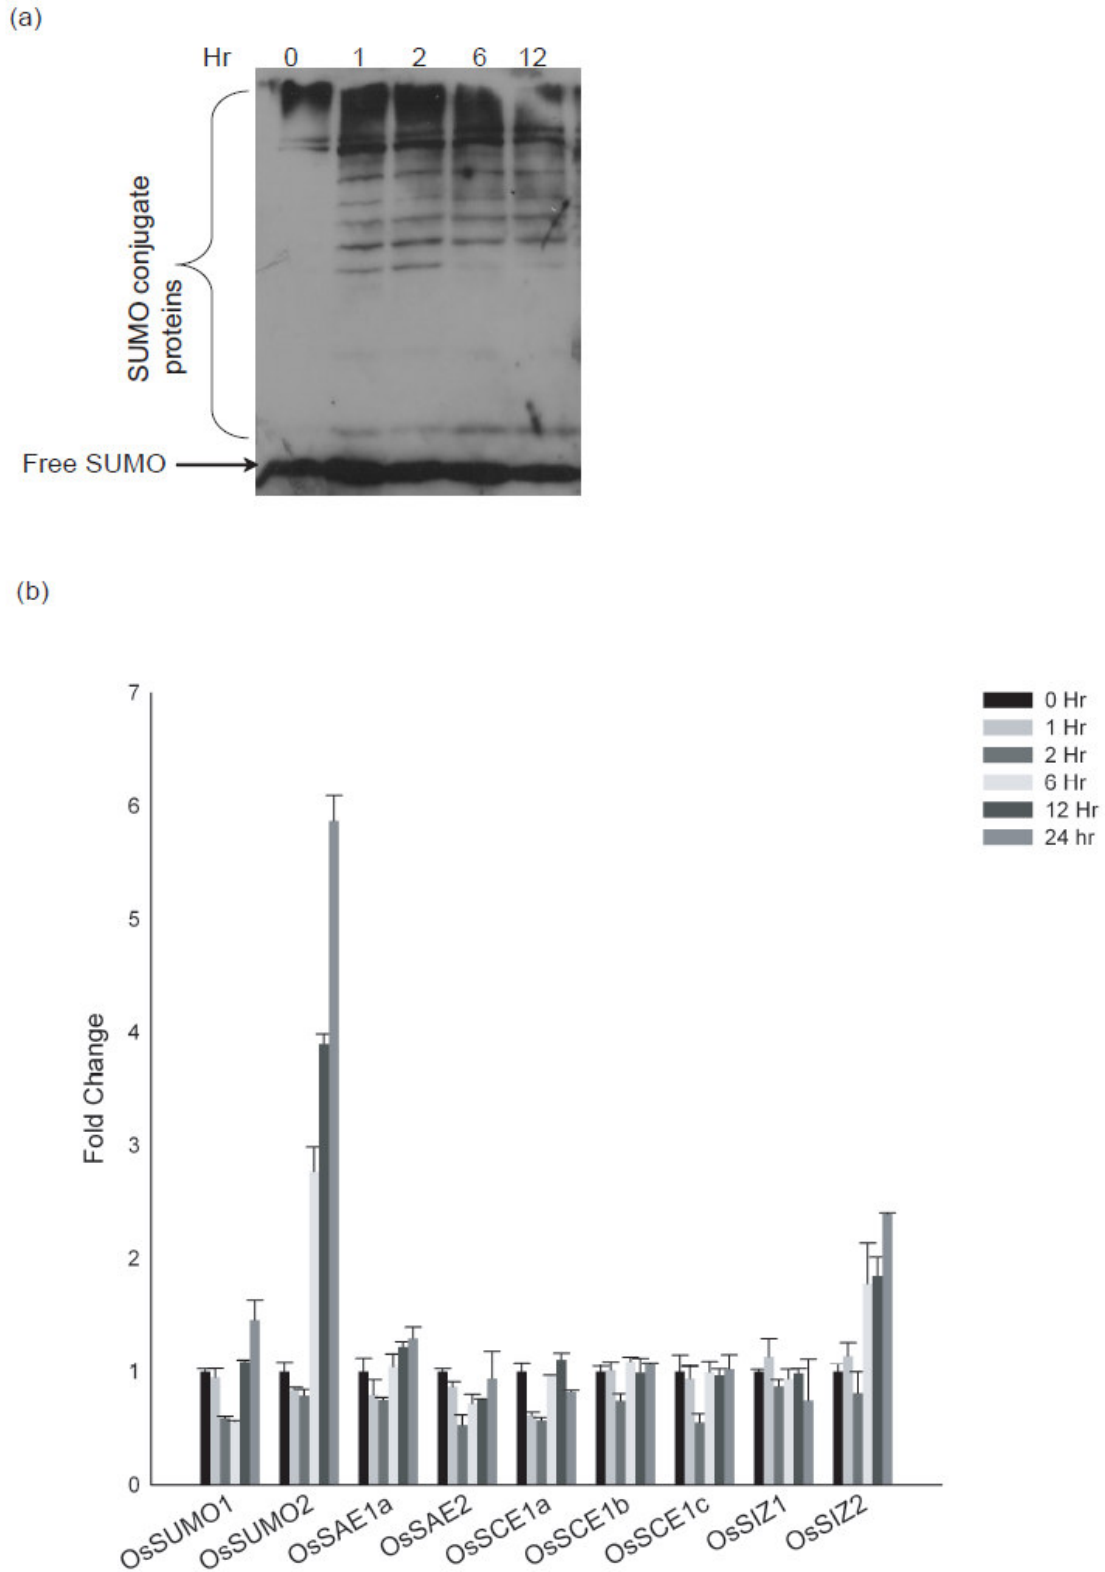 (a)
Hr 0 1 2 6 12
SUMO conjugate
proteins
Free SUMO
(b)
7
6
5
4
3
2
1
0
Fold Change
0 Hr
1 Hr
2 Hr
6 Hr
12 Hr
24 hr
OsSUMO1
OsSUMO2
OsSAE1a
OsSAE2
OsSCE1a
OsSCE1b
OsSCE1c
OsSIZ1
OsSIZ2